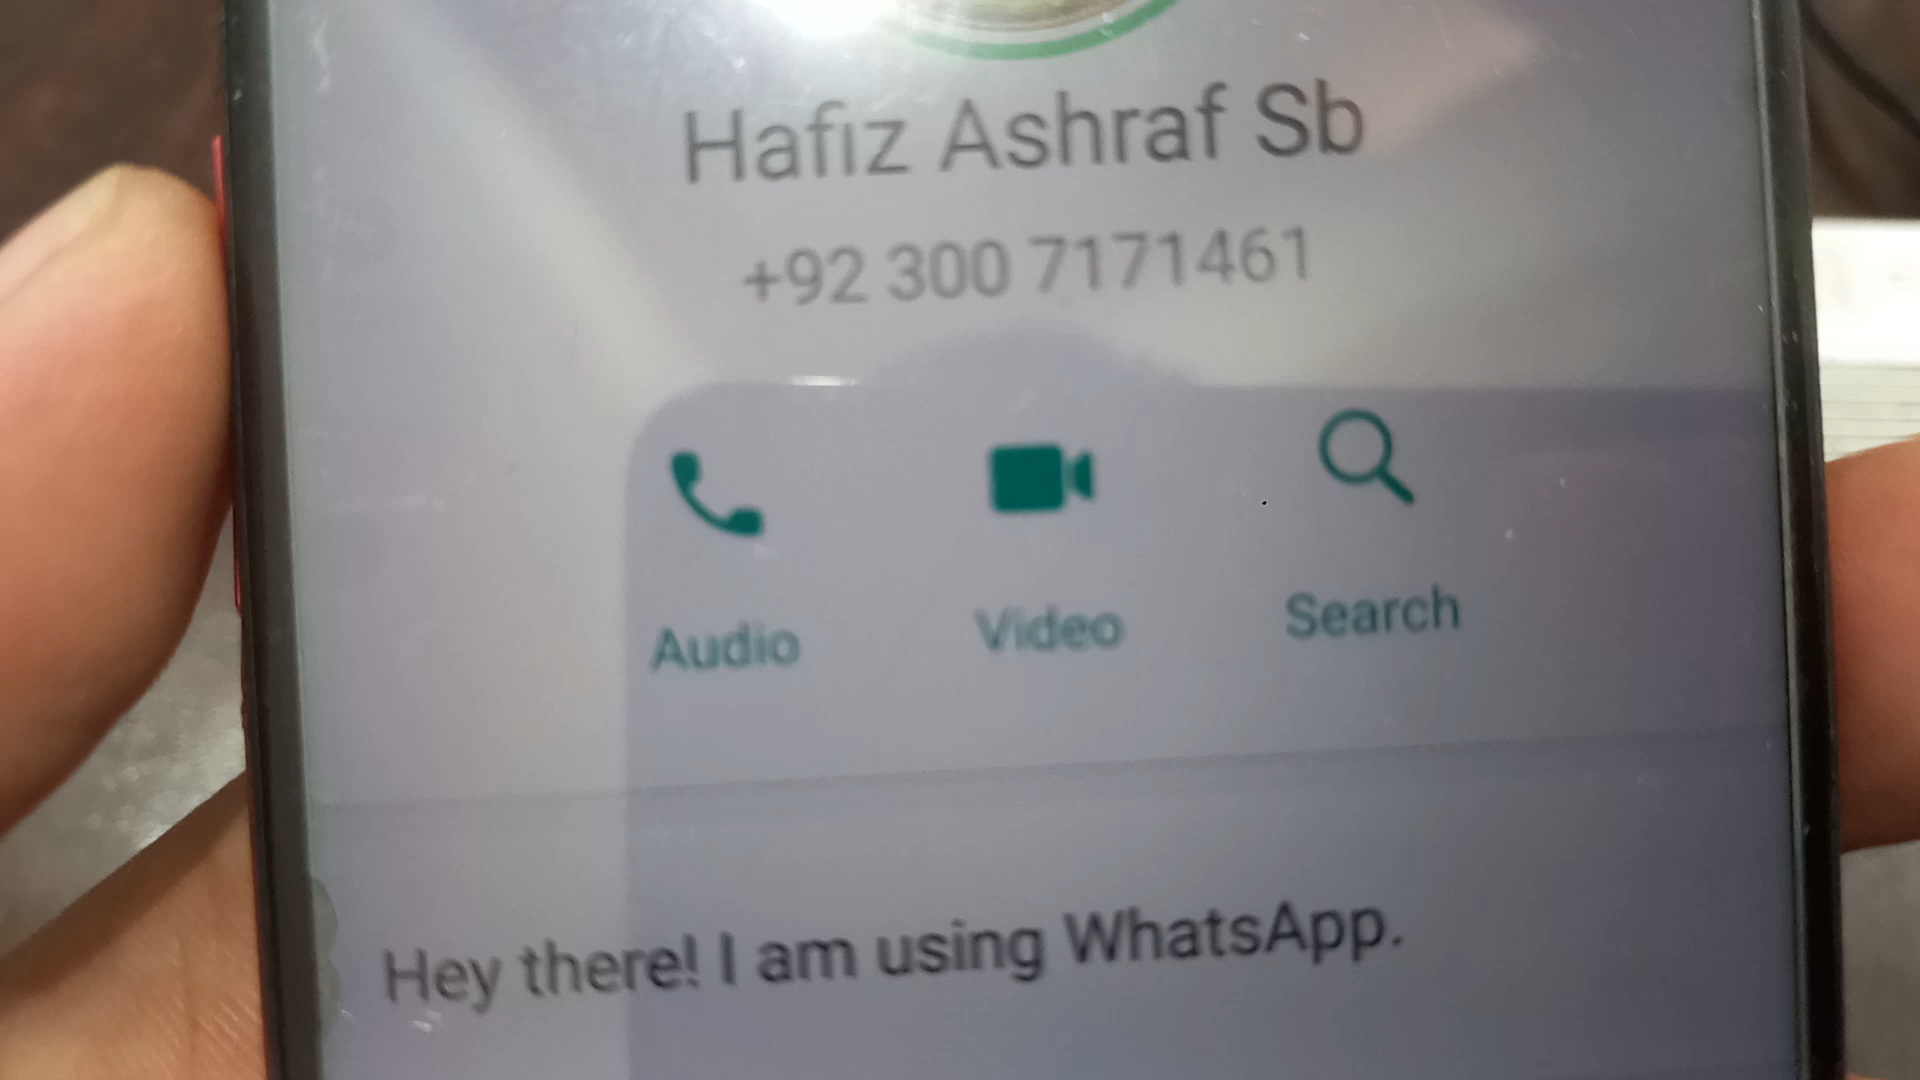 Hafiz Ashraf Sb
+92 300 7171461
Audio Video Search
Hey there! I am using WhatsApp.